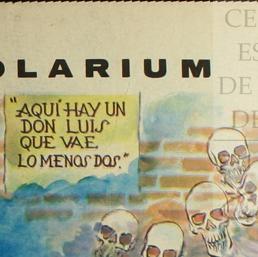 OLARIUM
"AQUÍ HAY UN
DON LUIS
QUE VAE
LO MENOS DOS."
CE
ES
DE
DE